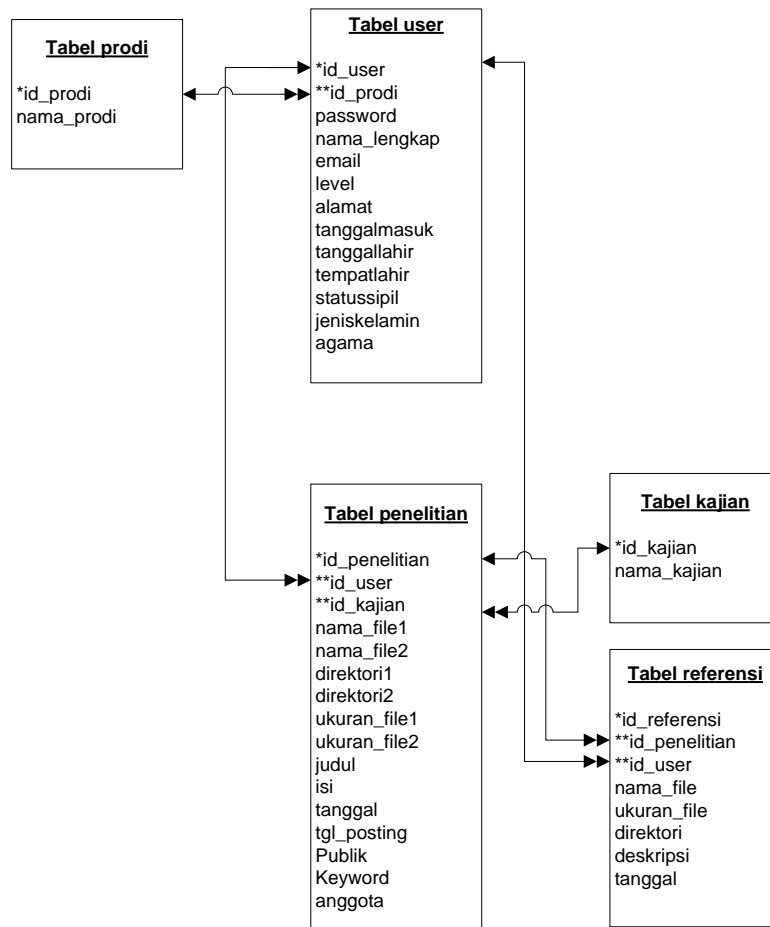 Tabel prodi
*id_prodi
nama_prodi
Tabel user
*id_user
**id_prodi
password
nama_lengkap
email
level
alamat
tanggalmasuk
tanggallahir
tempatlahir
statussipil
jeniskelamin
agama
Tabel penelitian
*id_penelitian
**id_user
**id_kajian
nama_file1
nama_file2
direktori1
direktori2
ukuran_file1
ukuran_file2
judul
isi
tanggal
tgl_posting
Publik
Keyword
anggota
Tabel kajian
*id_kajian
nama_kajian
Tabel referensi
*id_referensi
**id_penelitian
**id_user
nama_file
ukuran_file
direktori
deskripsi
tanggal